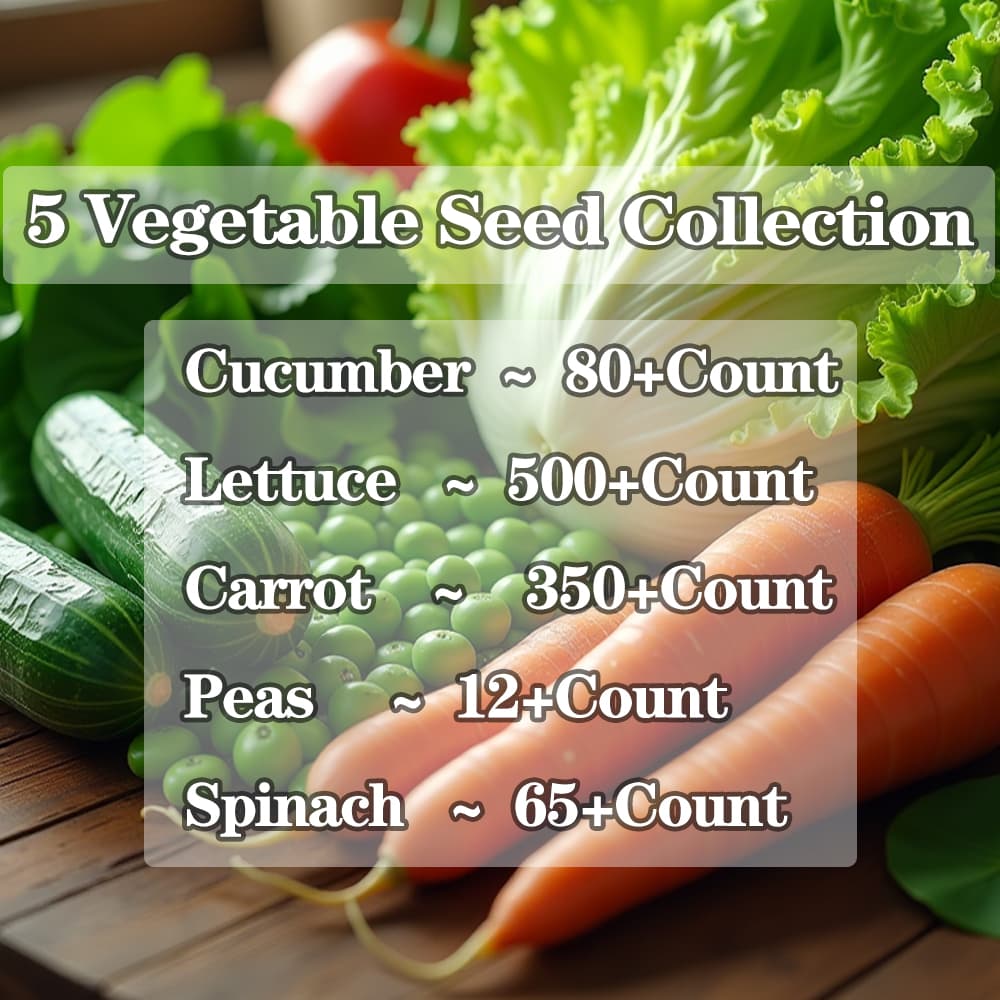 5 Vegetable Seed Collection
Cucumber ~ 80+Count
Lettuce ~ 500+Count
Carrot ~ 350+Count
Peas ~ 12+Count
Spinach ~ 65+Count